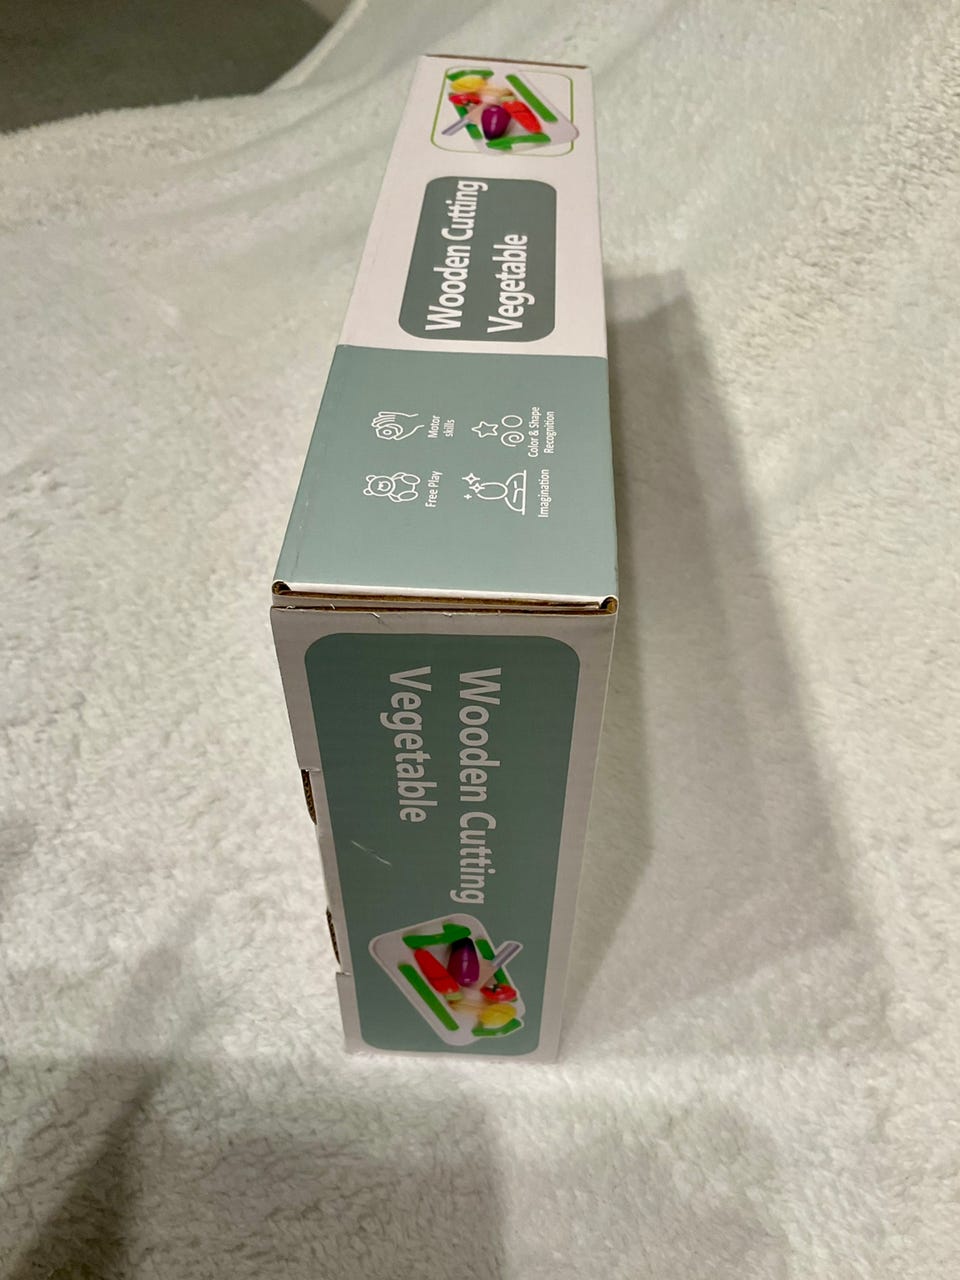 Wooden Cutting
Vegetable
Motor
skills
Color & Shape
Recognition
Free Play
Imagination
Wooden Cutting
Vegetable